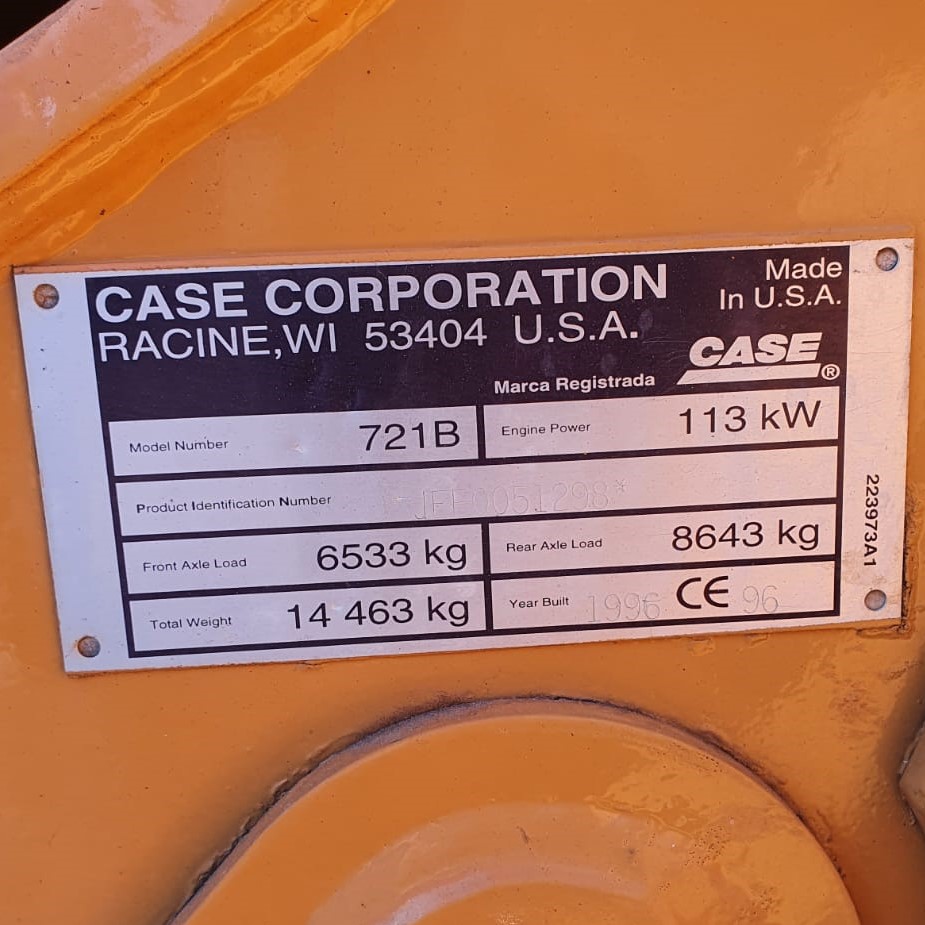 CASE CORPORATION
RACINE, WI 53404 U.S.A.
Made
In U.S.A.
CASE®
Marca Registrada
Model Number 721B
Engine Power 113 kW
Product Identification Number JEE0051298*
Front Axle Load 6533 kg
Rear Axle Load 8643 kg
Total Weight 14 463 kg
Year Built 1996 CE 96
223973A1